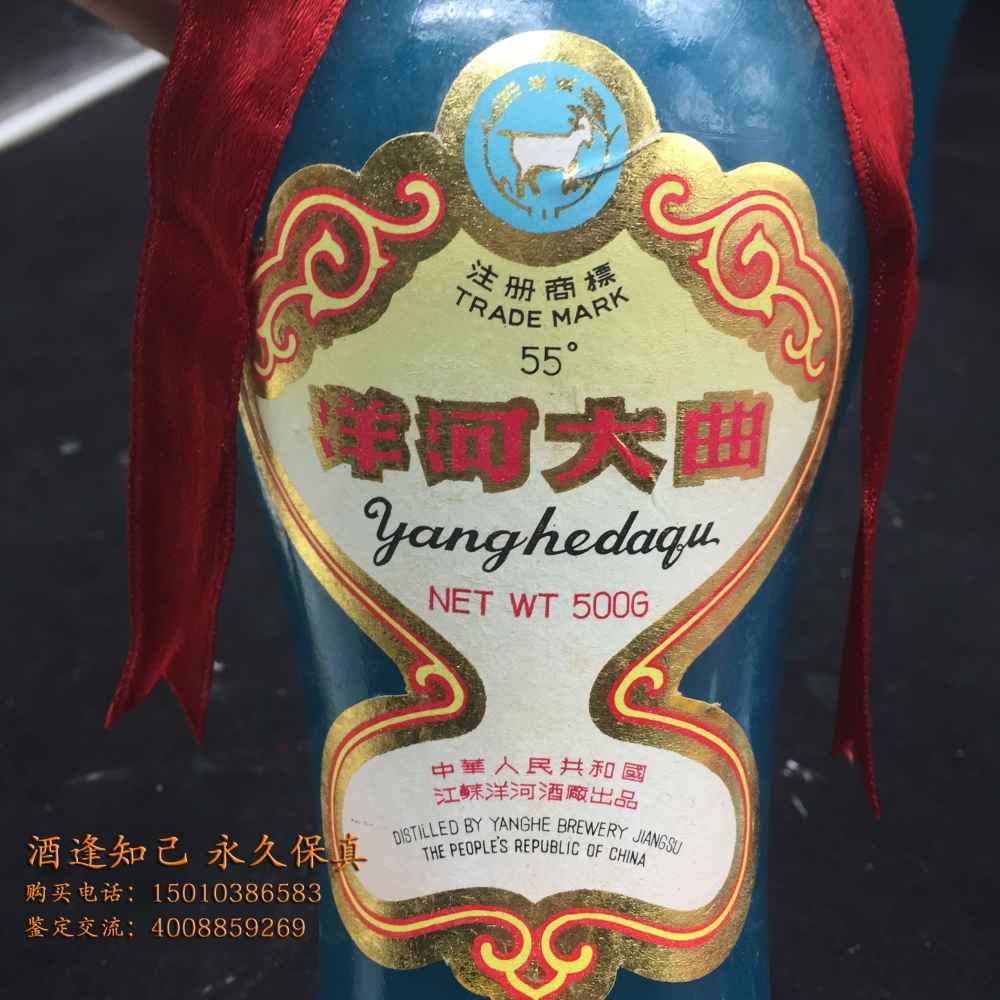 注册商標
TRADE MARK
55°
洋河大曲
Yanghedaqu
NET WT 500G
中華人民共和國
江蘇洋河酒廠出品
DISTILLED BY YANGHE BREWERY JIANGSU
THE PEOPLE'S REPUBLIC OF CHINA
酒逢知己 永久保真
购买电话：15010386583
鉴定交流：4008859269